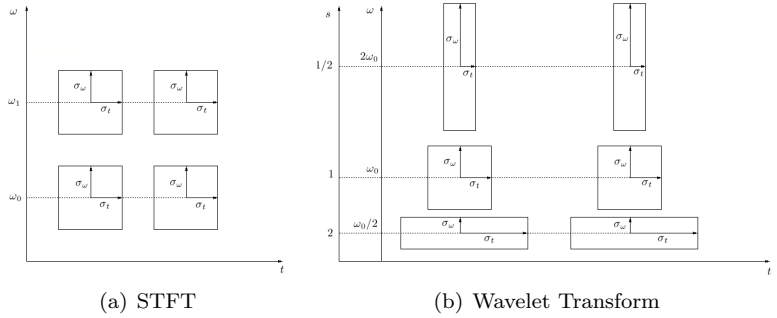 ω
ω₁
σω
σt
σω
σt
ω₀
σω
σt
σω
σt
t
(a) STFT
s
ω
1/2
2ω₀
σω
σt
σω
σt
1
ω₀
σω
σt
σω
σt
2
ω₀/2
σω
σt
σω
σt
t
(b) Wavelet Transform